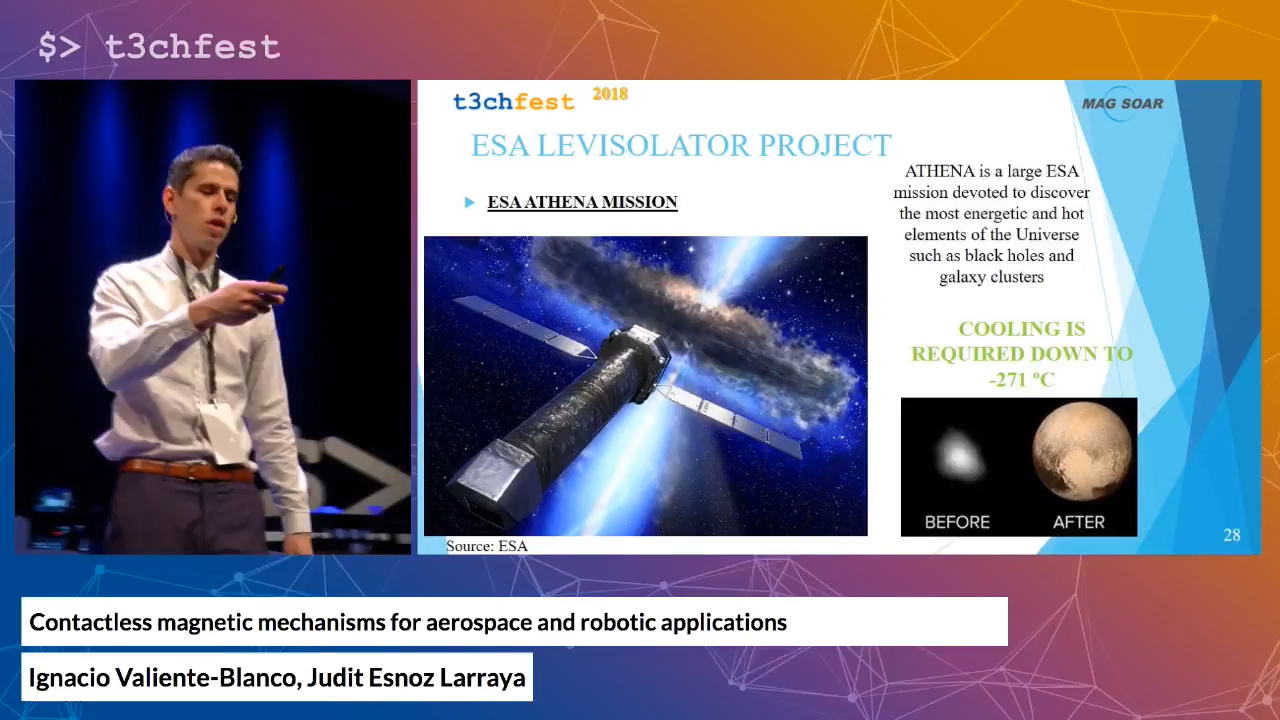 $> t3chfest
t3chfest 2018
MAG SOAR
ESA LEVISOLATOR PROJECT
ESA ATHENA MISSION
ATHENA is a large ESA
mission devoted to discover
the most energetic and hot
elements of the Universe
such as black holes and
galaxy clusters
COOLING IS
REQUIRED DOWN TO
-271 ºC
BEFORE
AFTER
Source: ESA
28
Contactless magnetic mechanisms for aerospace and robotic applications
Ignacio Valiente-Blanco, Judit Esnoz Larraya